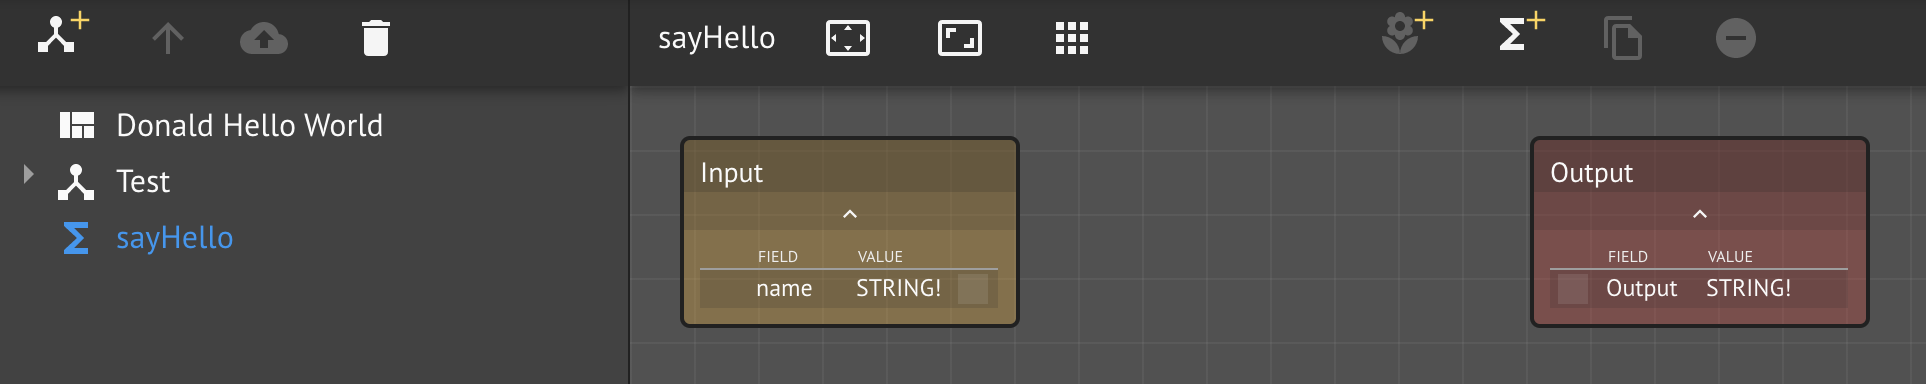 sayHello
Donald Hello World
Test
sayHello
Input
FIELD VALUE
name STRING!
Output
FIELD VALUE
Output STRING!